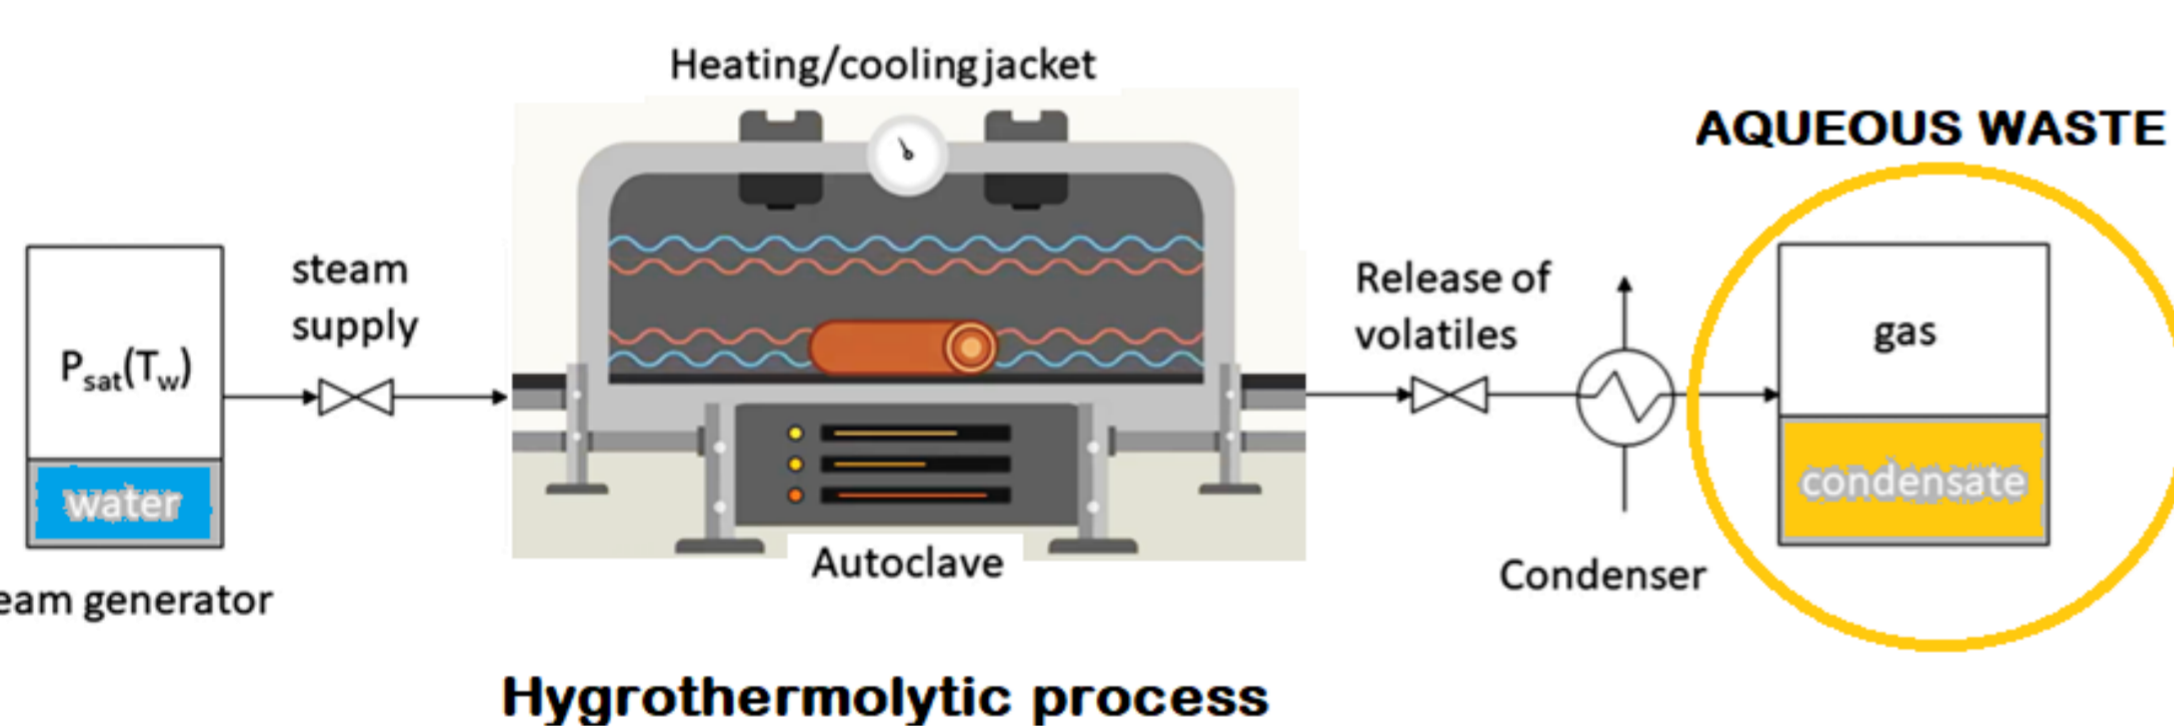 Heating/cooling jacket
AQUEOUS WASTE
steam
supply
Psat(Tw)
water
eam generator
Autoclave
Release of
volatiles
Condenser
gas
condensate
Hygrothermolytic process